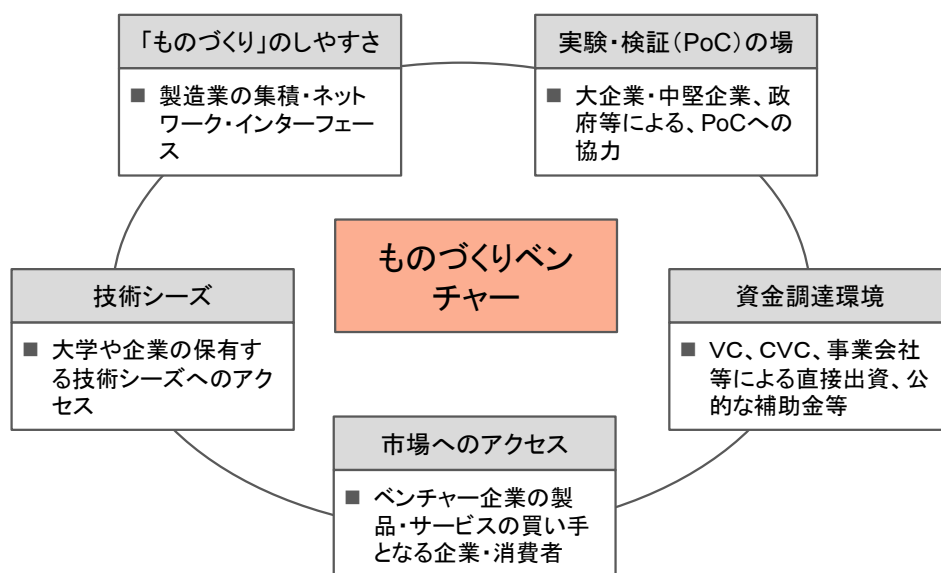 「ものづくり」のしやすさ
■ 製造業の集積・ネット
ワーク・インターフェー
ス
実験・検証(PoC)の場
■ 大企業・中堅企業、政
府等による、PoCへの
協力
ものづくりベン
チャー
技術シーズ
■ 大学や企業の保有す
る技術シーズへのアク
セス
資金調達環境
■ VC、CVC、事業会社
等による直接出資、公
的な補助金等
市場へのアクセス
■ ベンチャー企業の製
品・サービスの買い手
となる企業・消費者